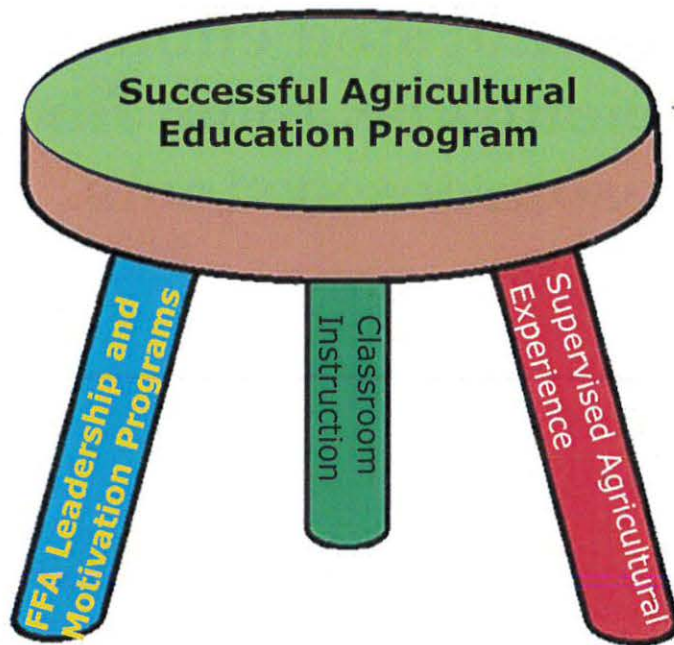 Successful Agricultural
Education Program
FFA Leadership and
Motivation Programs
Classroom
Instruction
Supervised Agricultural
Experience